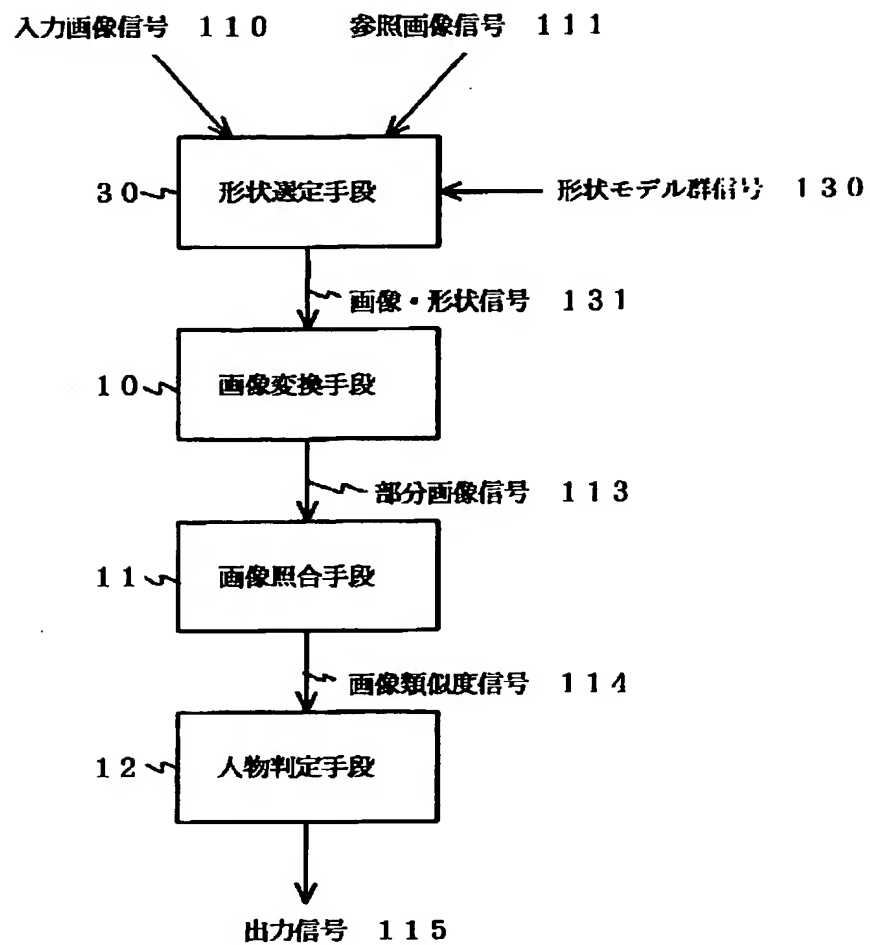 入力画像信号 １１０ 参照画像信号 １１１
３０ 形状選定手段 形状モデル群信号 １３０
画像・形状信号 １３１
１０ 画像変換手段
部分画像信号 １１３
１１ 画像照合手段
画像類似度信号 １１４
１２ 人物判定手段
出力信号 １１５